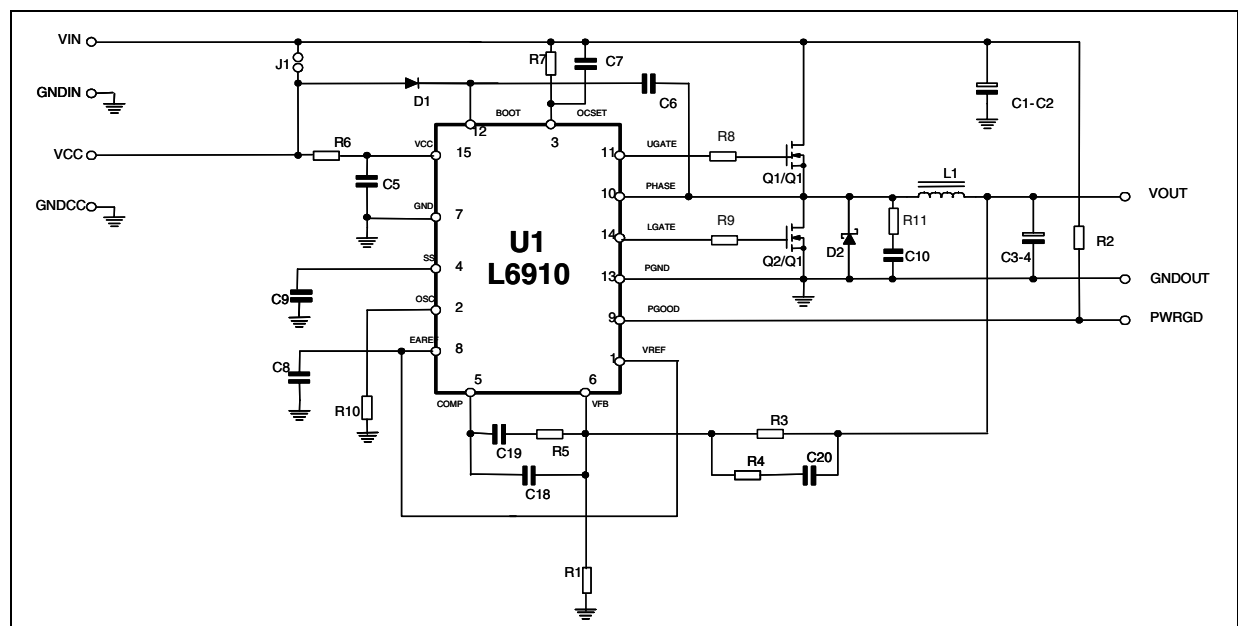 VIN
J1
R7
C7
GNDIN
D1
C6
C1-C2
BOOT
OCSET
12
3
VCC
R6
VCC
15
11
UGATE
R8
Q1/Q1
C5
GNDCC
GND
7
10
PHASE
L1
VOUT
U1
L6910
14
LGATE
R9
Q2/Q1
D2
R11
C10
C3-4
R2
SS
4
13
PGND
GNDOUT
C9
OSC
2
9
PGOOD
PWRGD
EAREF
8
1
VREF
C8
5
6
R10
COMP
VFB
C19
R5
R3
C18
R4
C20
R1